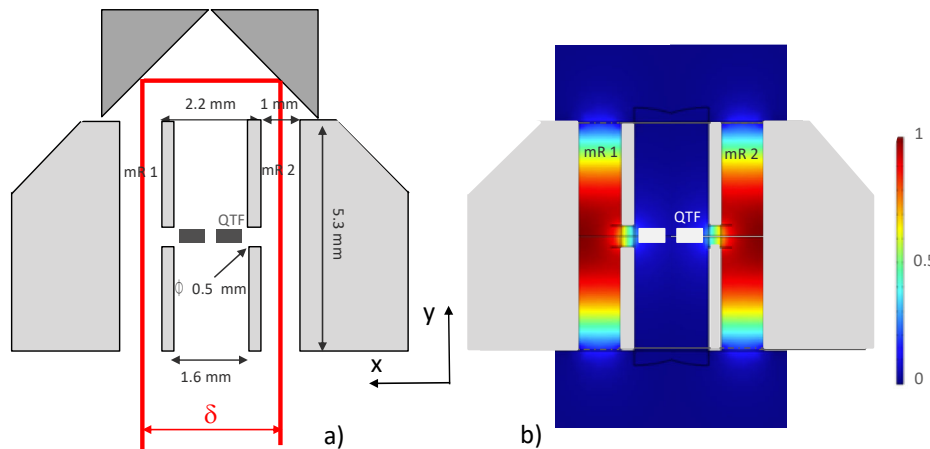 2.2 mm
1 mm
mR 1
mR 2
QTF
5.3 mm
ϕ 0.5 mm
1.6 mm
y
x
δ
a)
mR 1
mR 2
QTF
b)
1
0.5
0